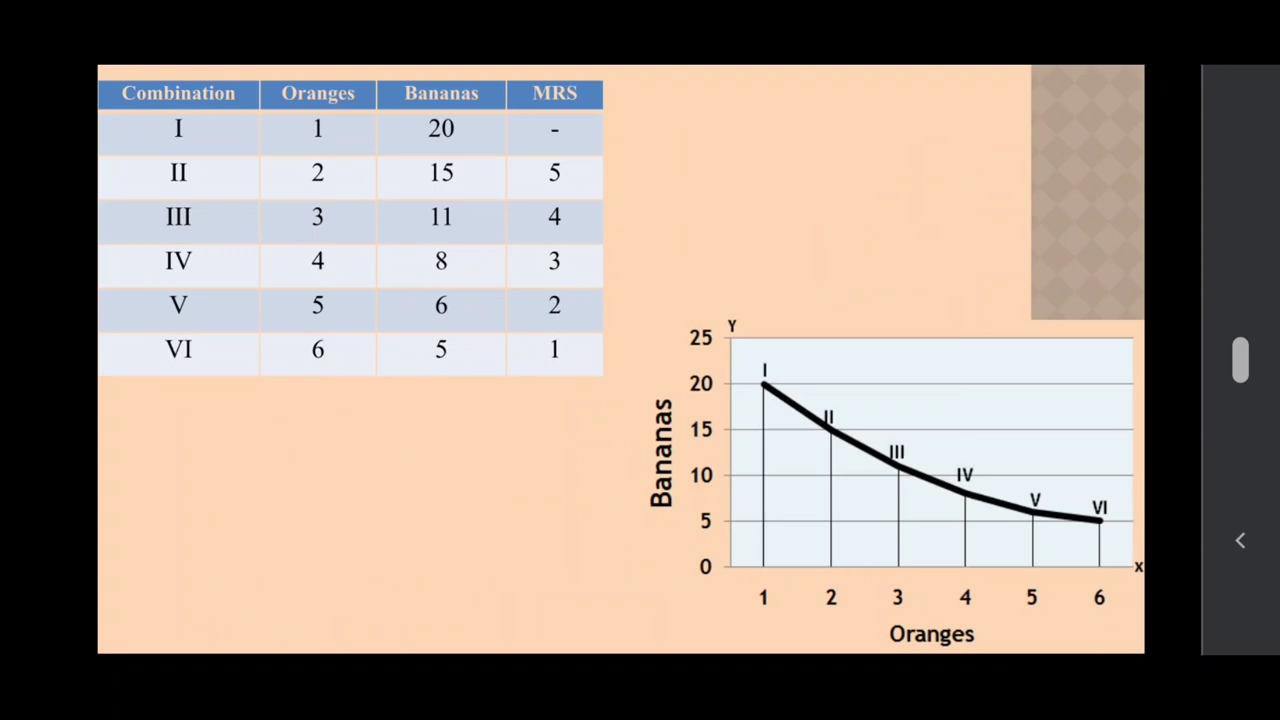 Combination Oranges Bananas MRS
I 1 20 -
II 2 15 5
III 3 11 4
IV 4 8 3
V 5 6 2
VI 6 5 1
Y
25
20
15
10
5
0
Bananas
I
II
III
IV
V
VI
x
1 2 3 4 5 6
Oranges